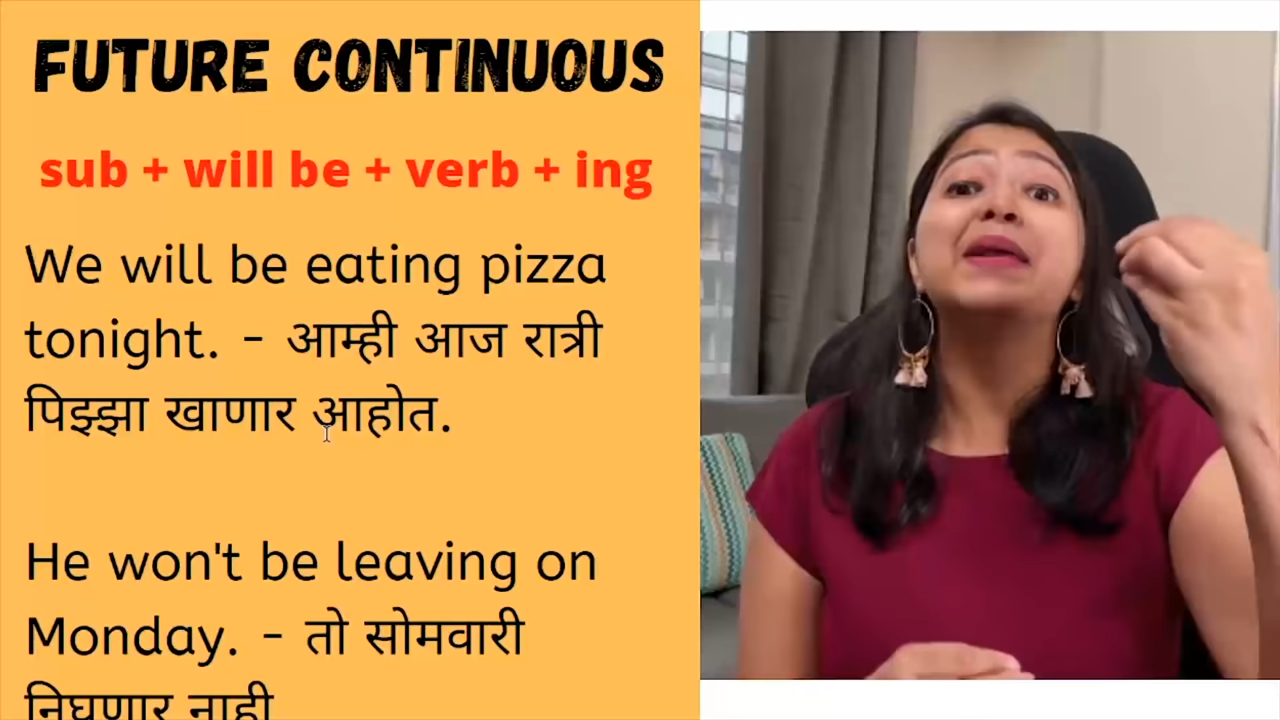 FUTURE CONTINUOUS
sub + will be + verb + ing
We will be eating pizza
tonight. - आम्ही आज रात्री
पिझ्झा खाणार आहोत.
He won't be leaving on
Monday. - तो सोमवारी
निघणार नाही